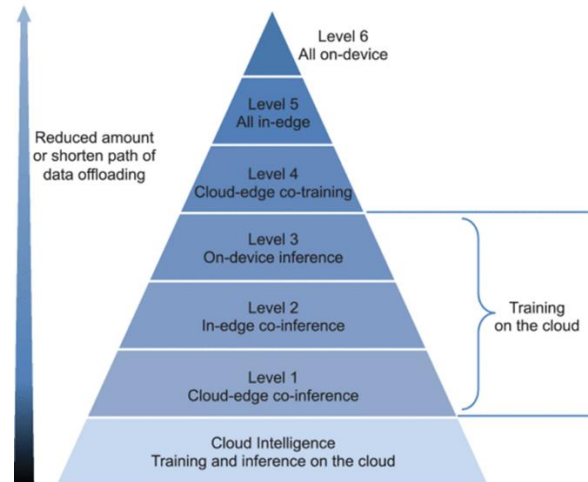 Level 6
All on-device
Level 5
All in-edge
Reduced amount
or shorten path of
data offloading
Level 4
Cloud-edge co-training
Level 3
On-device inference
Level 2
In-edge co-inference
Training
on the cloud
Level 1
Cloud-edge co-inference
Cloud Intelligence
Training and inference on the cloud